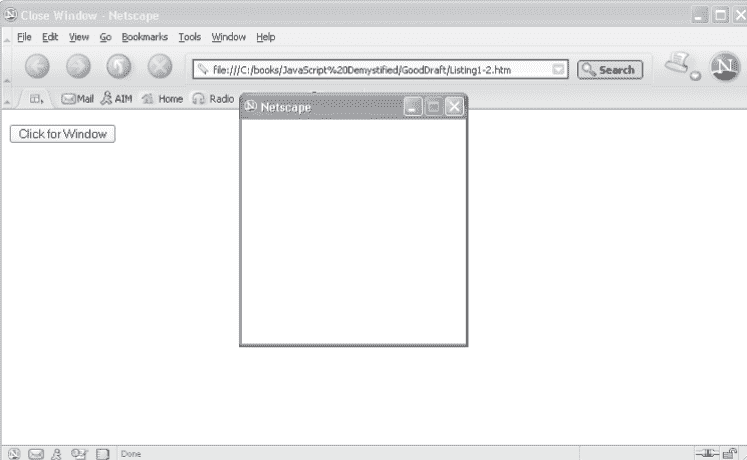 Close Window - Netscape
File Edit View Go Bookmarks Tools Window Help
file:///C:/books/JavaScript%20Demystified/GoodDraft/Listing1-2.htm
Search
N
Mail AIM Home Radio
Netscape
Click for Window
Done